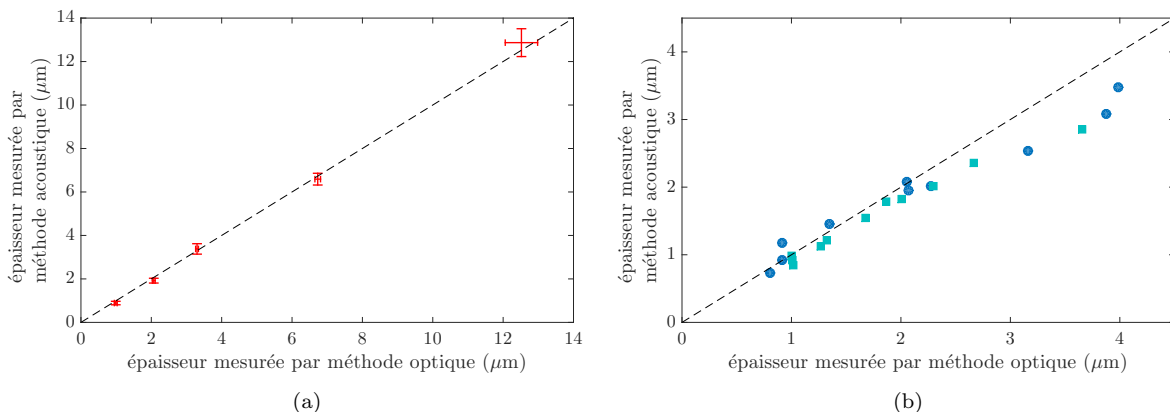 14
12
10
8
6
4
2
0
épaisseur mesurée par
méthode acoustique (μm)
0 2 4 6 8 10 12 14
épaisseur mesurée par méthode optique (μm)
(a)
4
3
2
1
0
épaisseur mesurée par
méthode acoustique (μm)
0 1 2 3 4
épaisseur mesurée par méthode optique (μm)
(b)